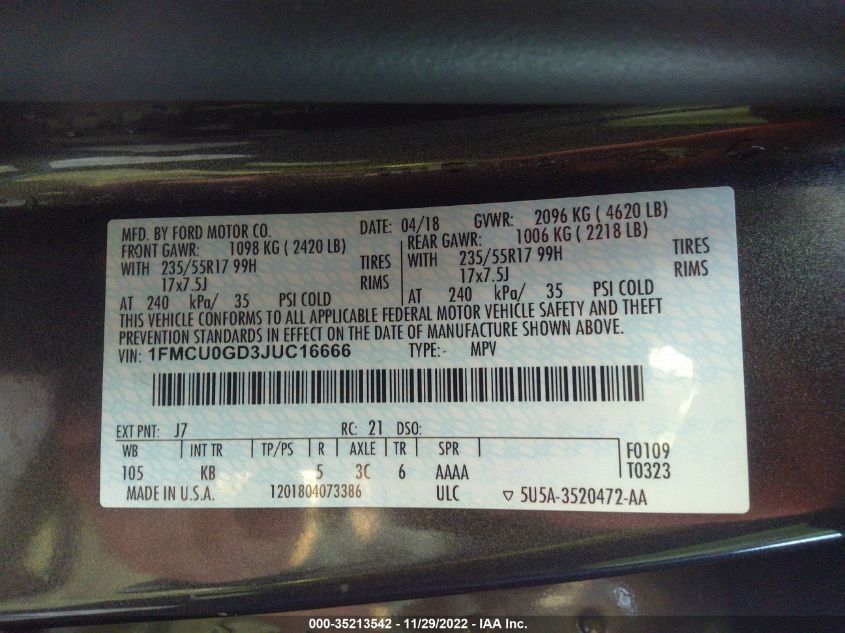 MFD. BY FORD MOTOR CO. DATE: 04/18 GVWR: 2096 KG ( 4620 LB)
FRONT GAWR: 1098 KG ( 2420 LB) REAR GAWR: 1006 KG ( 2218 LB)
WITH 235/55R17 99H TIRES WITH 235/55R17 99H TIRES
17x7.5J RIMS 17x7.5J RIMS
AT 240 kPa/ 35 PSI COLD AT 240 kPa/ 35 PSI COLD
THIS VEHICLE CONFORMS TO ALL APPLICABLE FEDERAL MOTOR VEHICLE SAFETY AND THEFT
PREVENTION STANDARDS IN EFFECT ON THE DATE OF MANUFACTURE SHOWN ABOVE.
VIN: 1FMCU0GD3JUC16666 TYPE:- MPV
EXT PNT: J7 RC: 21 DSO:
WB INT TR TP/PS R AXLE TR SPR F0109
105 KB 5 3C 6 AAAA T0323
MADE IN U.S.A. 1201804073386 ULC ▽ 5U5A-3520472-AA
000-35213542 - 11/29/2022 - IAA Inc.